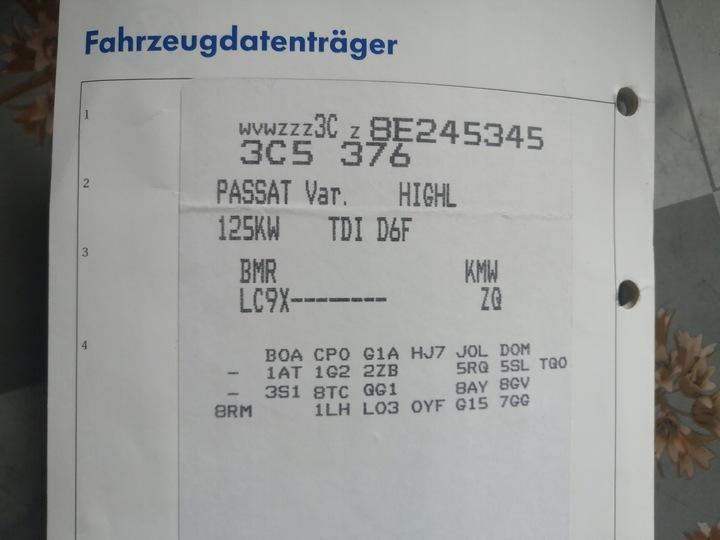 Fahrzeugdatenträger
1
WVWZZZ3C Z 8E245345
3C5 376
2
PASSAT Var. HIGHL
125KW TDI D6F
3
BMR KMW
LC9X-------- ZQ
4
BOA CPO G1A HJ7 JOL DOM
- 1AT 1G2 2ZB 5RQ 5SL TQO
- 3S1 8TC QG1 8AY 8GV
8RM 1LH LO3 OYF G15 7GG